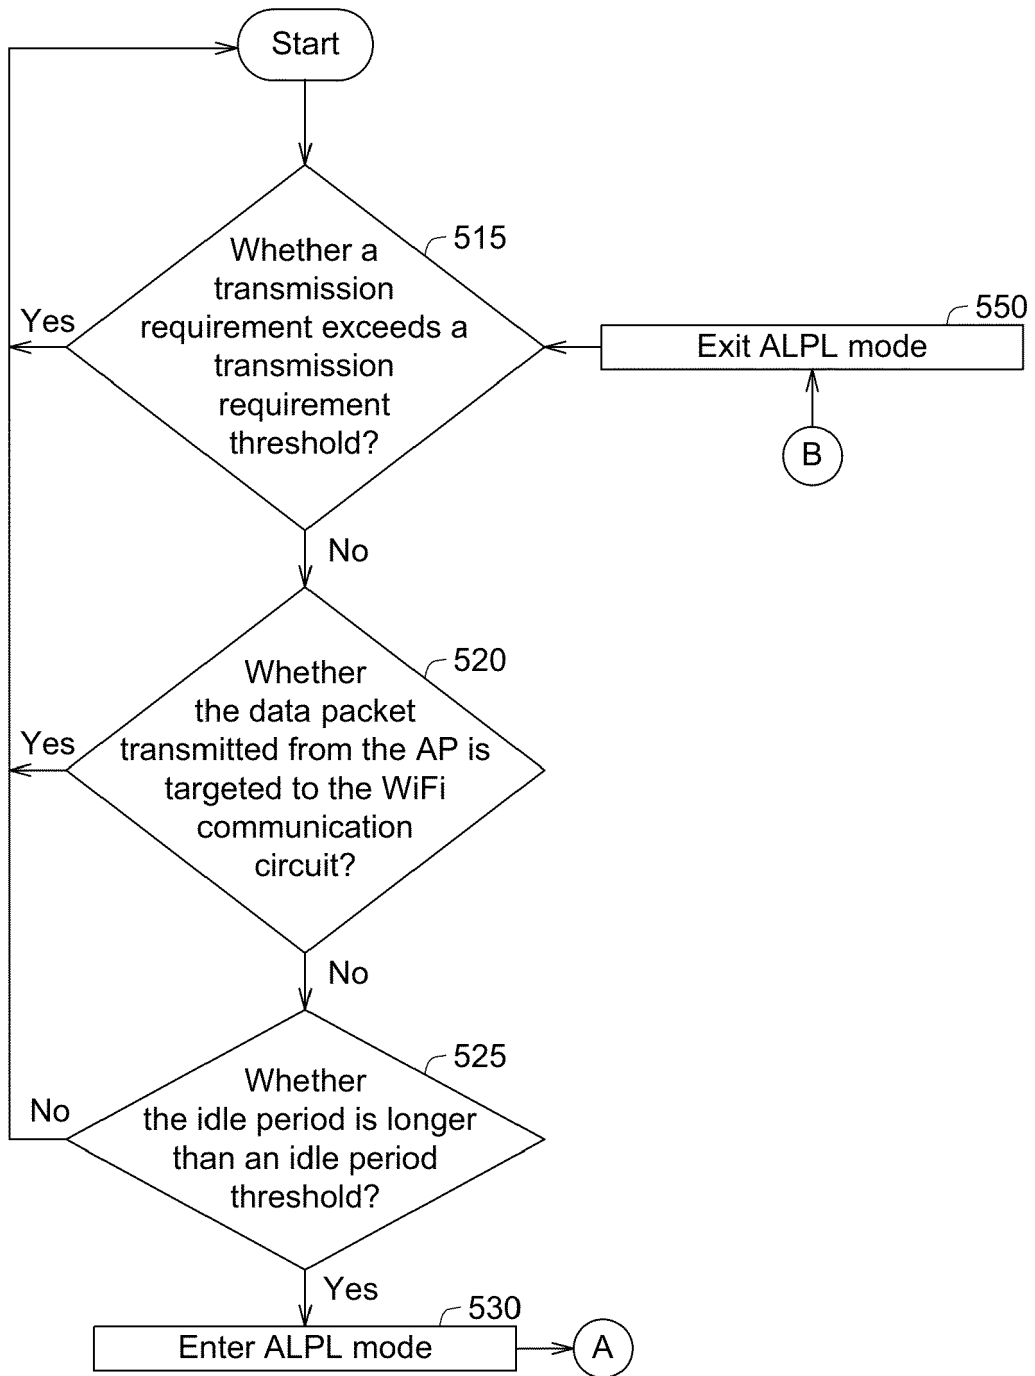 Start
515
Whether a
transmission
requirement exceeds a
transmission
requirement
threshold?
Yes
550
Exit ALPL mode
B
No
520
Whether
the data packet
transmitted from the AP is
targeted to the WiFi
communication
circuit?
Yes
No
525
Whether
the idle period is longer
than an idle period
threshold?
No
Yes
530
Enter ALPL mode
A